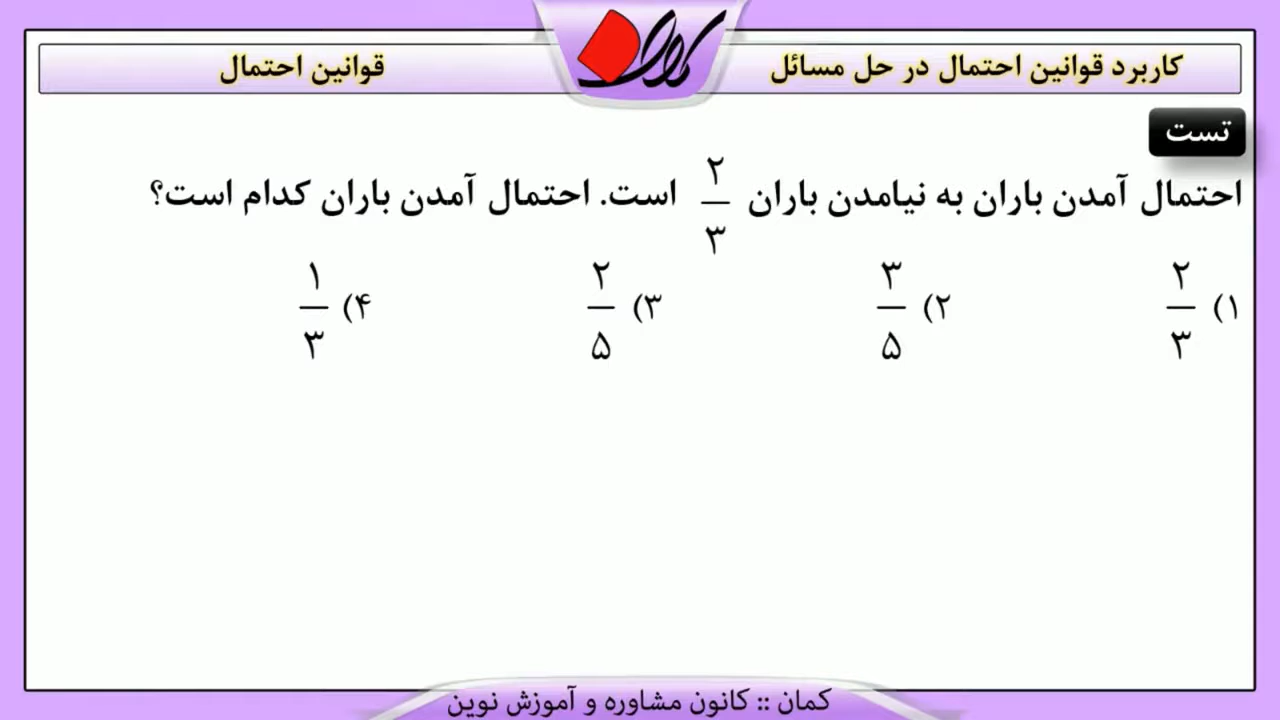 کاربرد قوانین احتمال در حل مسائل
کمان
قوانین احتمال
تست
احتمال آمدن باران به نیامدن باران ۲/۳ است. احتمال آمدن باران کدام است؟
۱) ۲/۳ ۲) ۳/۵ ۳) ۲/۵ ۴) ۱/۳
کمان :: کانون مشاوره و آموزش نوین